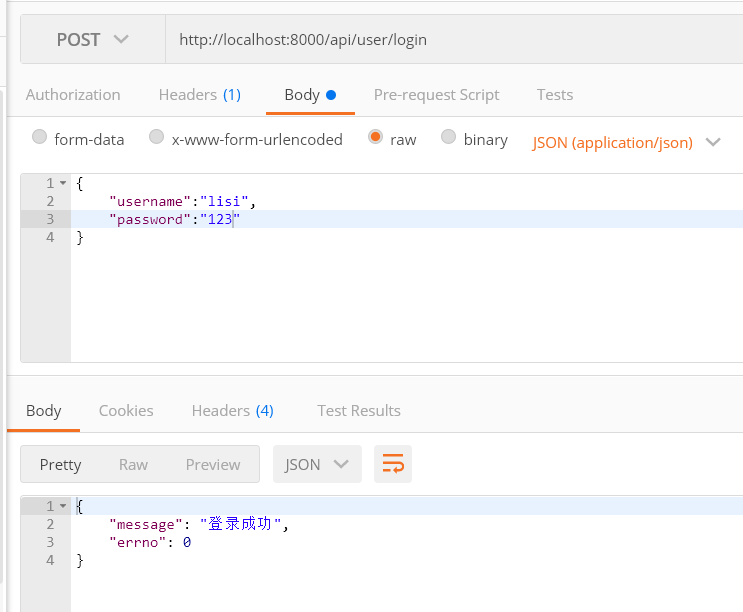 POST http://localhost:8000/api/user/login
Authorization Headers (1) Body Pre-request Script Tests
form-data x-www-form-urlencoded raw binary JSON (application/json)
1 {
2 "username":"lisi",
3 "password":"123"
4 }
Body Cookies Headers (4) Test Results
Pretty Raw Preview JSON
1 {
2 "message": "登录成功",
3 "errno": 0
4 }